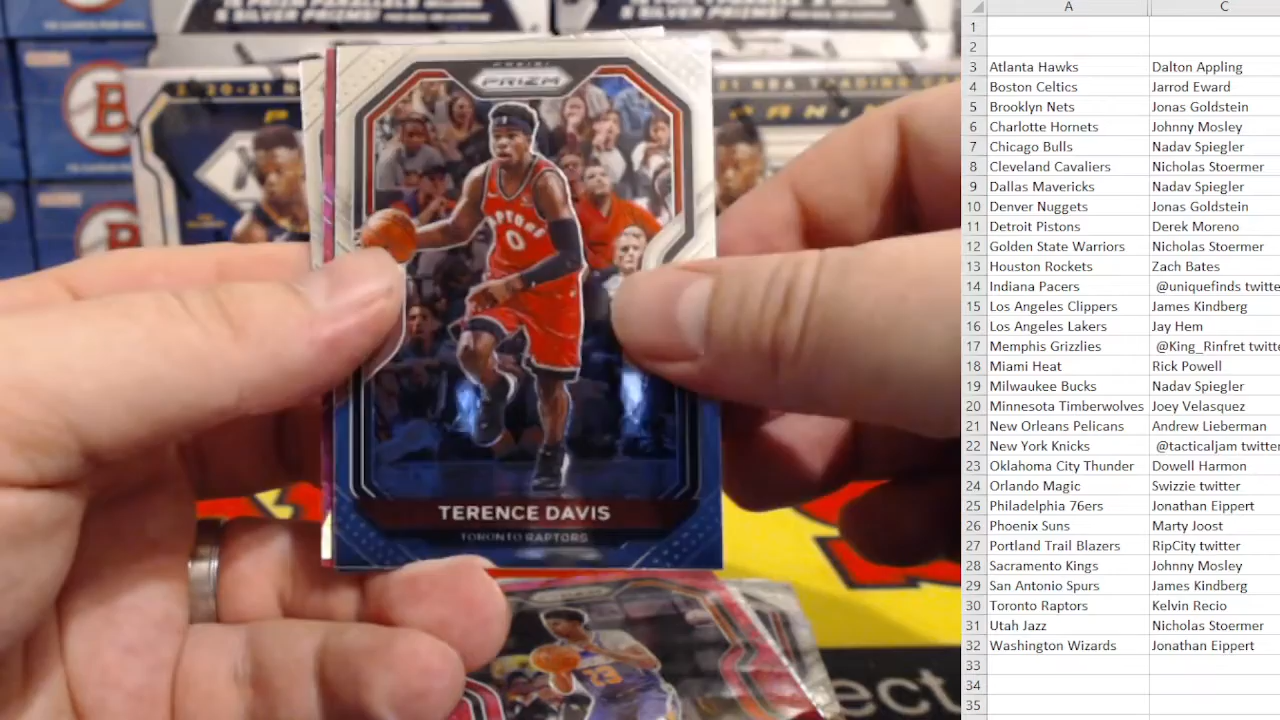 5 SILVER PRIZMS!
PRIZM
RAPTORS
0
TERENCE DAVIS
TORONTO RAPTORS
23
ect
A C
1
2
3 Atlanta Hawks Dalton Appling
4 Boston Celtics Jarrod Eward
5 Brooklyn Nets Jonas Goldstein
6 Charlotte Hornets Johnny Mosley
7 Chicago Bulls Nadav Spiegler
8 Cleveland Cavaliers Nicholas Stoermer
9 Dallas Mavericks Nadav Spiegler
10 Denver Nuggets Jonas Goldstein
11 Detroit Pistons Derek Moreno
12 Golden State Warriors Nicholas Stoermer
13 Houston Rockets Zach Bates
14 Indiana Pacers @uniquefinds twitte
15 Los Angeles Clippers James Kindberg
16 Los Angeles Lakers Jay Hem
17 Memphis Grizzlies @King_Rinfret twitte
18 Miami Heat Rick Powell
19 Milwaukee Bucks Nadav Spiegler
20 Minnesota Timberwolves Joey Velasquez
21 New Orleans Pelicans Andrew Lieberman
22 New York Knicks @tacticaljam twitter
23 Oklahoma City Thunder Dowell Harmon
24 Orlando Magic Swizzie twitter
25 Philadelphia 76ers Jonathan Eippert
26 Phoenix Suns Marty Joost
27 Portland Trail Blazers RipCity twitter
28 Sacramento Kings Johnny Mosley
29 San Antonio Spurs James Kindberg
30 Toronto Raptors Kelvin Recio
31 Utah Jazz Nicholas Stoermer
32 Washington Wizards Jonathan Eippert
33
34
35